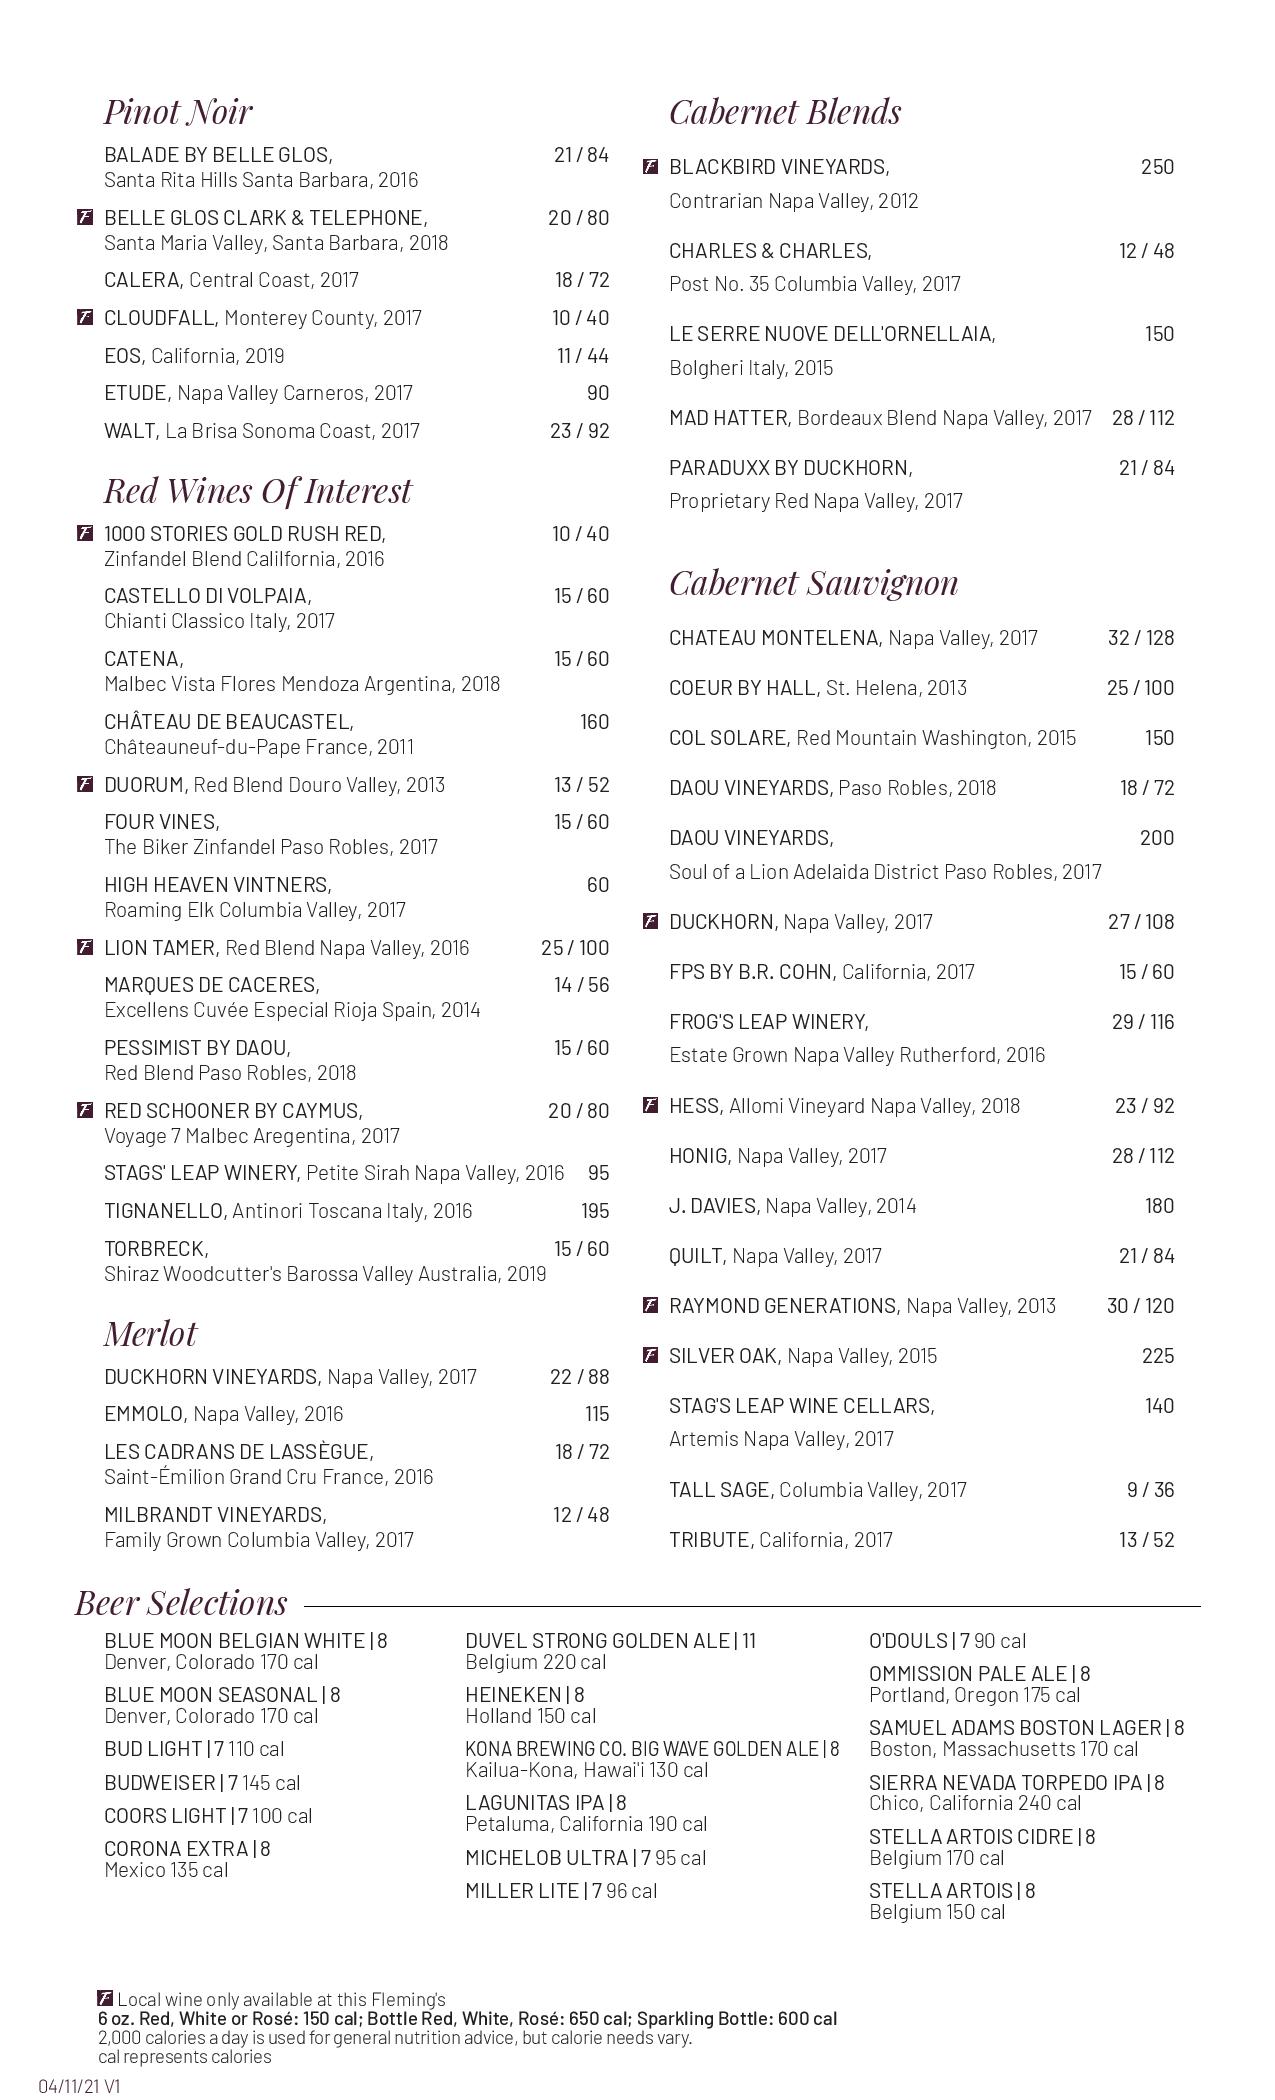 Pinot Noir
BALADE BY BELLE GLOS, 21 / 84
Santa Rita Hills Santa Barbara, 2016
F BELLE GLOS CLARK & TELEPHONE, 20 / 80
Santa Maria Valley, Santa Barbara, 2018
CALERA, Central Coast, 2017 18 / 72
F CLOUDFALL, Monterey County, 2017 10 / 40
EOS, California, 2019 11 / 44
ETUDE, Napa Valley Carneros, 2017 90
WALT, La Brisa Sonoma Coast, 2017 23 / 92
Red Wines Of Interest
F 1000 STORIES GOLD RUSH RED, 10 / 40
Zinfandel Blend Calilfornia, 2016
CASTELLO DI VOLPAIA, 15 / 60
Chianti Classico Italy, 2017
CATENA, 15 / 60
Malbec Vista Flores Mendoza Argentina, 2018
CHÂTEAU DE BEAUCASTEL, 160
Châteauneuf-du-Pape France, 2011
F DUORUM, Red Blend Douro Valley, 2013 13 / 52
FOUR VINES, 15 / 60
The Biker Zinfandel Paso Robles, 2017
HIGH HEAVEN VINTNERS, 60
Roaming Elk Columbia Valley, 2017
F LION TAMER, Red Blend Napa Valley, 2016 25 / 100
MARQUES DE CACERES, 14 / 56
Excellens Cuvée Especial Rioja Spain, 2014
PESSIMIST BY DAOU, 15 / 60
Red Blend Paso Robles, 2018
F RED SCHOONER BY CAYMUS, 20 / 80
Voyage 7 Malbec Aregentina, 2017
STAGS' LEAP WINERY, Petite Sirah Napa Valley, 2016 95
TIGNANELLO, Antinori Toscana Italy, 2016 195
TORBRECK, 15 / 60
Shiraz Woodcutter's Barossa Valley Australia, 2019
Merlot
DUCKHORN VINEYARDS, Napa Valley, 2017 22 / 88
EMMOLO, Napa Valley, 2016 115
LES CADRANS DE LASSÈGUE, 18 / 72
Saint-Émilion Grand Cru France, 2016
MILBRANDT VINEYARDS, 12 / 48
Family Grown Columbia Valley, 2017
Cabernet Blends
F BLACKBIRD VINEYARDS, 250
Contrarian Napa Valley, 2012
CHARLES & CHARLES, 12 / 48
Post No. 35 Columbia Valley, 2017
LE SERRE NUOVE DELL'ORNELLAIA, 150
Bolgheri Italy, 2015
MAD HATTER, Bordeaux Blend Napa Valley, 2017 28 / 112
PARADUXX BY DUCKHORN, 21 / 84
Proprietary Red Napa Valley, 2017
Cabernet Sauvignon
CHATEAU MONTELENA, Napa Valley, 2017 32 / 128
COEUR BY HALL, St. Helena, 2013 25 / 100
COL SOLARE, Red Mountain Washington, 2015 150
DAOU VINEYARDS, Paso Robles, 2018 18 / 72
DAOU VINEYARDS, 200
Soul of a Lion Adelaida District Paso Robles, 2017
F DUCKHORN, Napa Valley, 2017 27 / 108
FPS BY B.R. COHN, California, 2017 15 / 60
FROG'S LEAP WINERY, 29 / 116
Estate Grown Napa Valley Rutherford, 2016
F HESS, Allomi Vineyard Napa Valley, 2018 23 / 92
HONIG, Napa Valley, 2017 28 / 112
J. DAVIES, Napa Valley, 2014 180
QUILT, Napa Valley, 2017 21 / 84
F RAYMOND GENERATIONS, Napa Valley, 2013 30 / 120
F SILVER OAK, Napa Valley, 2015 225
STAG'S LEAP WINE CELLARS, 140
Artemis Napa Valley, 2017
TALL SAGE, Columbia Valley, 2017 9 / 36
TRIBUTE, California, 2017 13 / 52
Beer Selections
BLUE MOON BELGIAN WHITE | 8
Denver, Colorado 170 cal
BLUE MOON SEASONAL | 8
Denver, Colorado 170 cal
BUD LIGHT | 7 110 cal
BUDWEISER | 7 145 cal
COORS LIGHT | 7 100 cal
CORONA EXTRA | 8
Mexico 135 cal
DUVEL STRONG GOLDEN ALE | 11
Belgium 220 cal
HEINEKEN | 8
Holland 150 cal
KONA BREWING CO. BIG WAVE GOLDEN ALE | 8
Kailua-Kona, Hawai'i 130 cal
LAGUNITAS IPA | 8
Petaluma, California 190 cal
MICHELOB ULTRA | 7 95 cal
MILLER LITE | 7 96 cal
O'DOULS | 7 90 cal
OMMISSION PALE ALE | 8
Portland, Oregon 175 cal
SAMUEL ADAMS BOSTON LAGER | 8
Boston, Massachusetts 170 cal
SIERRA NEVADA TORPEDO IPA | 8
Chico, California 240 cal
STELLA ARTOIS CIDRE | 8
Belgium 170 cal
STELLA ARTOIS | 8
Belgium 150 cal
F Local wine only available at this Fleming's
6 oz. Red, White or Rosé: 150 cal; Bottle Red, White, Rosé: 650 cal; Sparkling Bottle: 600 cal
2,000 calories a day is used for general nutrition advice, but calorie needs vary.
cal represents calories
04/11/21 V1